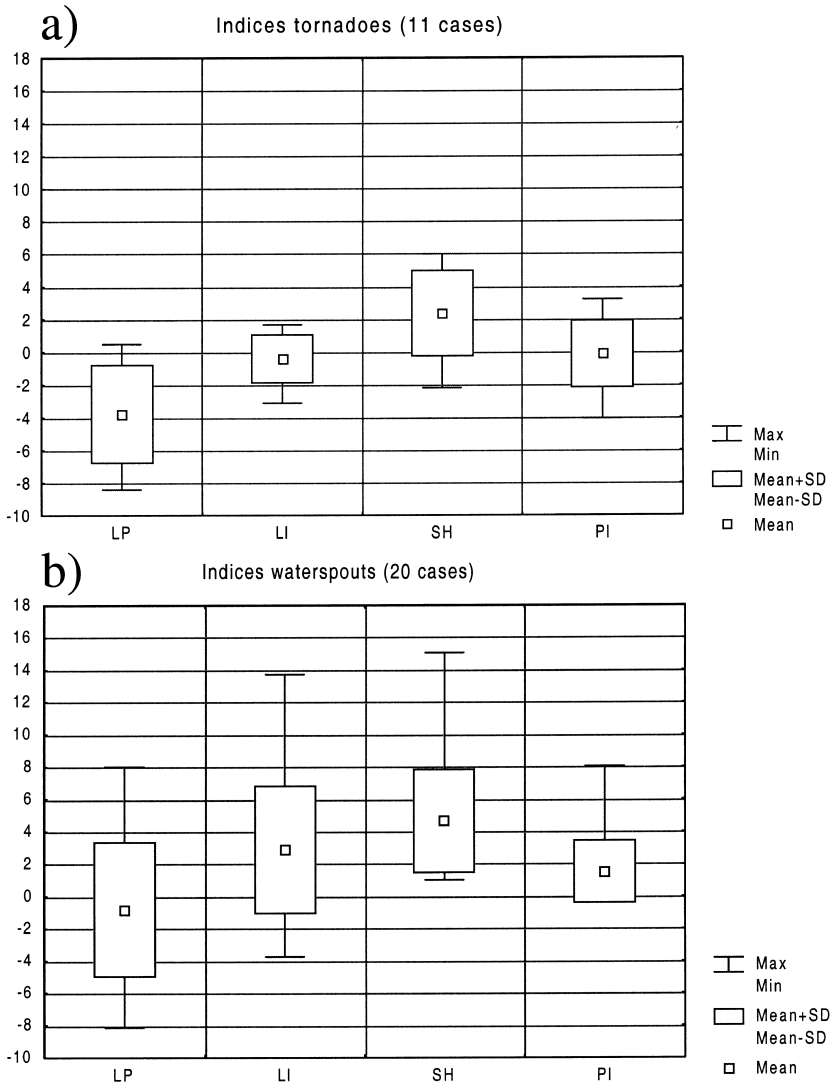 a)
Indices tornadoes (11 cases)
18
16
14
12
10
8
6
4
2
0
-2
-4
-6
-8
-10
LP LI SH PI
Max
Min
Mean+SD
Mean-SD
Mean
b)
Indices waterspouts (20 cases)
18
16
14
12
10
8
6
4
2
0
-2
-4
-6
-8
-10
LP LI SH PI
Max
Min
Mean+SD
Mean-SD
Mean